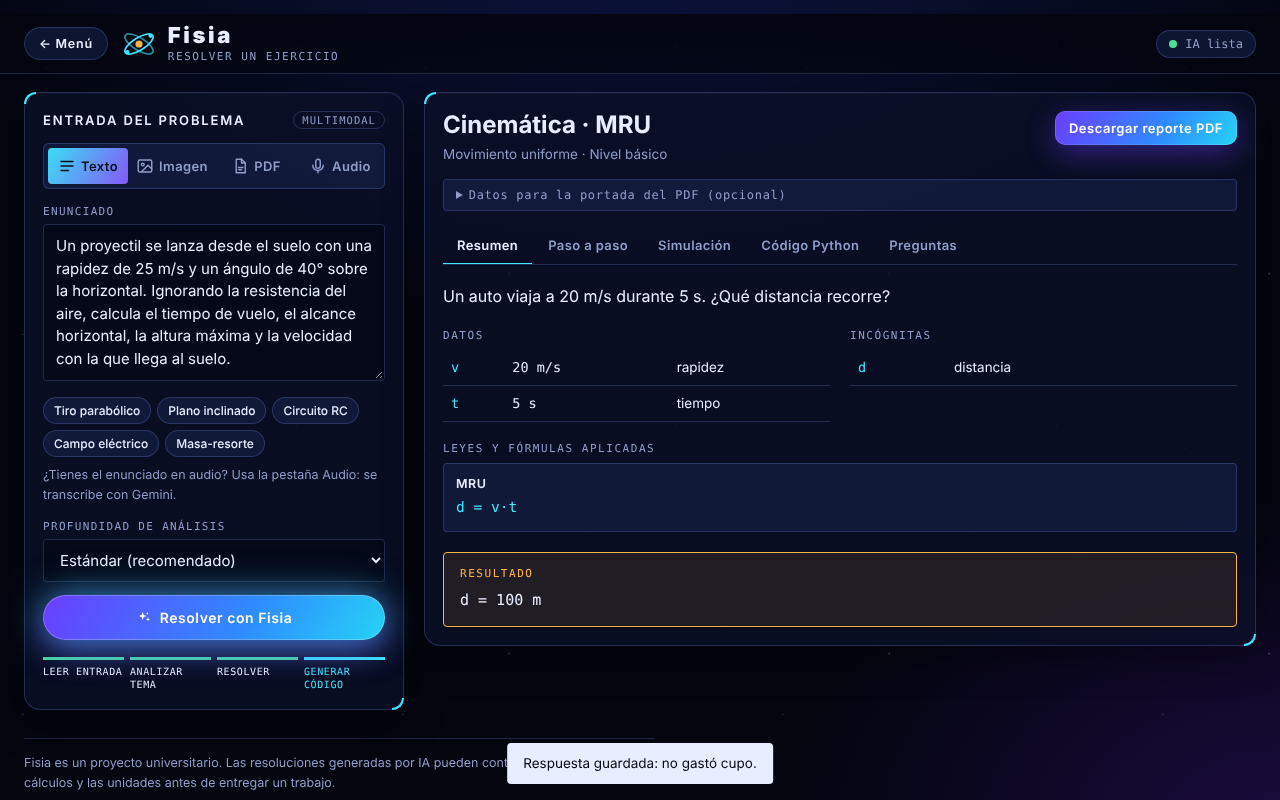 ← Menú
Fisia
RESOLVER UN EJERCICIO
IA lista
ENTRADA DEL PROBLEMA
MULTIMODAL
Texto
Imagen
PDF
Audio
ENUNCIADO
Un proyectil se lanza desde el suelo con una
rapidez de 25 m/s y un ángulo de 40° sobre
la horizontal. Ignorando la resistencia del
aire, calcula el tiempo de vuelo, el alcance
horizontal, la altura máxima y la velocidad
con la que llega al suelo.
Tiro parabólico
Plano inclinado
Circuito RC
Campo eléctrico
Masa-resorte
¿Tienes el enunciado en audio? Usa la pestaña Audio: se
transcribe con Gemini.
PROFUNDIDAD DE ANÁLISIS
Estándar (recomendado)
Resolver con Fisia
LEER ENTRADA
ANALIZAR
TEMA
RESOLVER
GENERAR
CÓDIGO
Cinemática · MRU
Movimiento uniforme · Nivel básico
Descargar reporte PDF
Datos para la portada del PDF (opcional)
Resumen
Paso a paso
Simulación
Código Python
Preguntas
Un auto viaja a 20 m/s durante 5 s. ¿Qué distancia recorre?
DATOS
v 20 m/s rapidez
t 5 s tiempo
INCÓGNITAS
d distancia
LEYES Y FÓRMULAS APLICADAS
MRU
d = v·t
RESULTADO
d = 100 m
Fisia es un proyecto universitario. Las resoluciones generadas por IA pueden
cálculos y las unidades antes de entregar un trabajo.
Respuesta guardada: no gastó cupo.